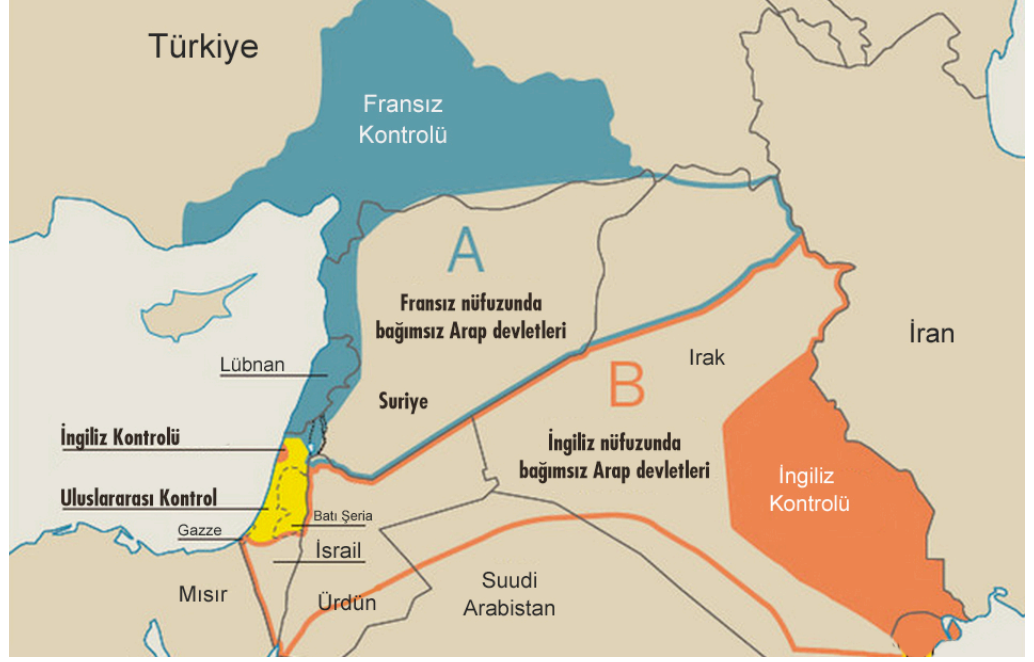 Türkiye
Fransız
Kontrolü
A
Fransız nüfuzunda
bağımsız Arap devletleri
İran
Irak
Lübnan
B
Suriye
İngiliz Kontrolü
İngiliz nüfuzunda
bağımsız Arap devletleri
İngiliz
Kontrolü
Uluslararası Kontrol
Batı Şeria
Gazze
İsrail
Mısır
Ürdün
Suudi
Arabistan